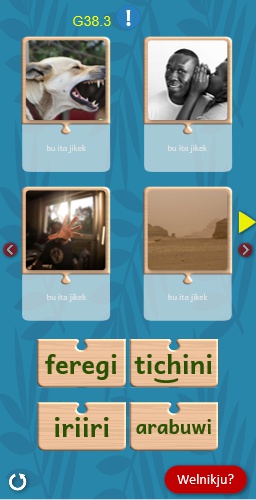 G38.3 !
bu ita jikek
bu ita jikek
bu ita jikek
bu ita jikek
feregi
tichini
iriiri
arabuwi
Welnikju?